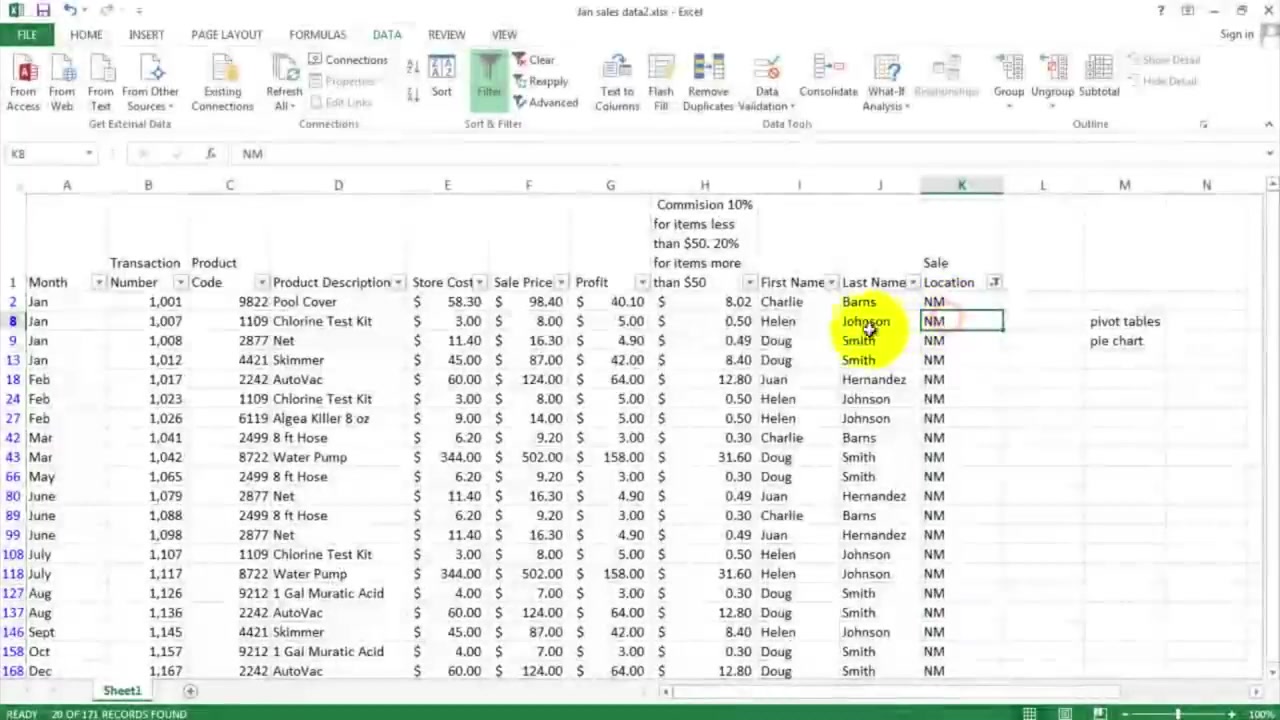 Jan sales data2.xlsx - Excel
Sign in
FILE HOME INSERT PAGE LAYOUT FORMULAS DATA REVIEW VIEW
From Access
From Web
From Text
From Other Sources
Existing Connections
Refresh All
Connections
Properties
Edit Links
Sort
Filter
Clear
Reapply
Advanced
Text to Columns
Flash Fill
Remove Duplicates
Data Validation
Consolidate
What-If Analysis
Relationships
Group
Ungroup
Subtotal
Show Detail
Hide Detail
Get External Data Connections Sort & Filter Data Tools Outline
K8 fx NM
A B C D E F G H I J K L M N
Commision 10%
for items less
than $50. 20%
Transaction Product for items more Sale
1 Month Number Code Product Description Store Cost Sale Price Profit than $50 First Name Last Name Location
2 Jan 1,001 9822 Pool Cover $ 58.30 $ 98.40 $ 40.10 $ 8.02 Charlie Barns NM
8 Jan 1,007 1109 Chlorine Test Kit $ 3.00 $ 8.00 $ 5.00 $ 0.50 Helen Johnson NM pivot tables
9 Jan 1,008 2877 Net $ 11.40 $ 16.30 $ 4.90 $ 0.49 Doug Smith NM pie chart
13 Jan 1,012 4421 Skimmer $ 45.00 $ 87.00 $ 42.00 $ 8.40 Doug Smith NM
18 Feb 1,017 2242 AutoVac $ 60.00 $ 124.00 $ 64.00 $ 12.80 Juan Hernandez NM
24 Feb 1,023 1109 Chlorine Test Kit $ 3.00 $ 8.00 $ 5.00 $ 0.50 Helen Johnson NM
27 Feb 1,026 6119 Algea Killer 8 oz $ 9.00 $ 14.00 $ 5.00 $ 0.50 Helen Johnson NM
42 Mar 1,041 2499 8 ft Hose $ 6.20 $ 9.20 $ 3.00 $ 0.30 Charlie Barns NM
43 Mar 1,042 8722 Water Pump $ 344.00 $ 502.00 $ 158.00 $ 31.60 Doug Smith NM
66 May 1,065 2499 8 ft Hose $ 6.20 $ 9.20 $ 3.00 $ 0.30 Doug Smith NM
80 June 1,079 2877 Net $ 11.40 $ 16.30 $ 4.90 $ 0.49 Juan Hernandez NM
89 June 1,088 2499 8 ft Hose $ 6.20 $ 9.20 $ 3.00 $ 0.30 Charlie Barns NM
99 June 1,098 2877 Net $ 11.40 $ 16.30 $ 4.90 $ 0.49 Juan Hernandez NM
108 July 1,107 1109 Chlorine Test Kit $ 3.00 $ 8.00 $ 5.00 $ 0.50 Helen Johnson NM
118 July 1,117 8722 Water Pump $ 344.00 $ 502.00 $ 158.00 $ 31.60 Helen Johnson NM
127 Aug 1,126 9212 1 Gal Muratic Acid $ 4.00 $ 7.00 $ 3.00 $ 0.30 Doug Smith NM
137 Aug 1,136 2242 AutoVac $ 60.00 $ 124.00 $ 64.00 $ 12.80 Doug Smith NM
146 Sept 1,145 4421 Skimmer $ 45.00 $ 87.00 $ 42.00 $ 8.40 Helen Johnson NM
158 Oct 1,157 9212 1 Gal Muratic Acid $ 4.00 $ 7.00 $ 3.00 $ 0.30 Doug Smith NM
168 Dec 1,167 2242 AutoVac $ 60.00 $ 124.00 $ 64.00 $ 12.80 Doug Smith NM
Sheet1
READY 20 OF 171 RECORDS FOUND 100%